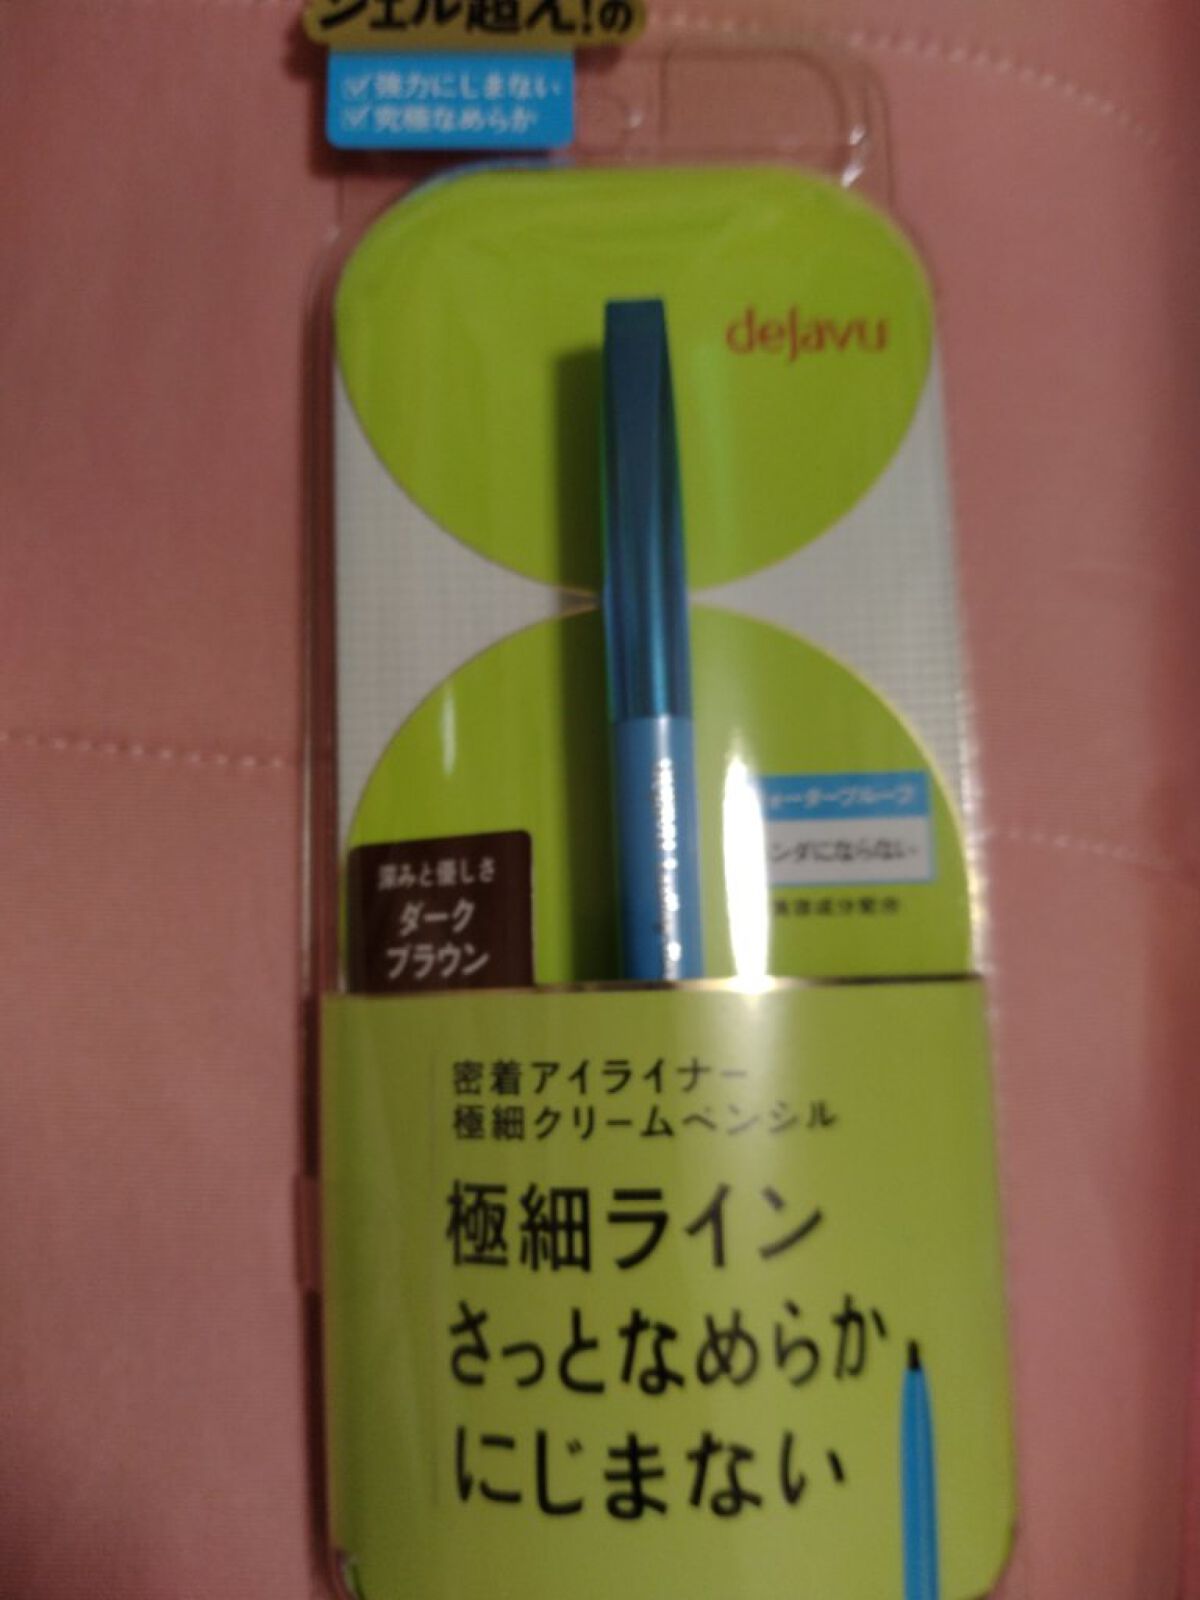 ジェル超え!の
強力にじまない
究極なめらか
dejavu
ォータープルーフ
ンダにならない
成分配合
深みと優しさ
ダーク
ブラウン
密着アイライナー
極細クリームペンシル
極細ライン
さっとなめらか
にじまない